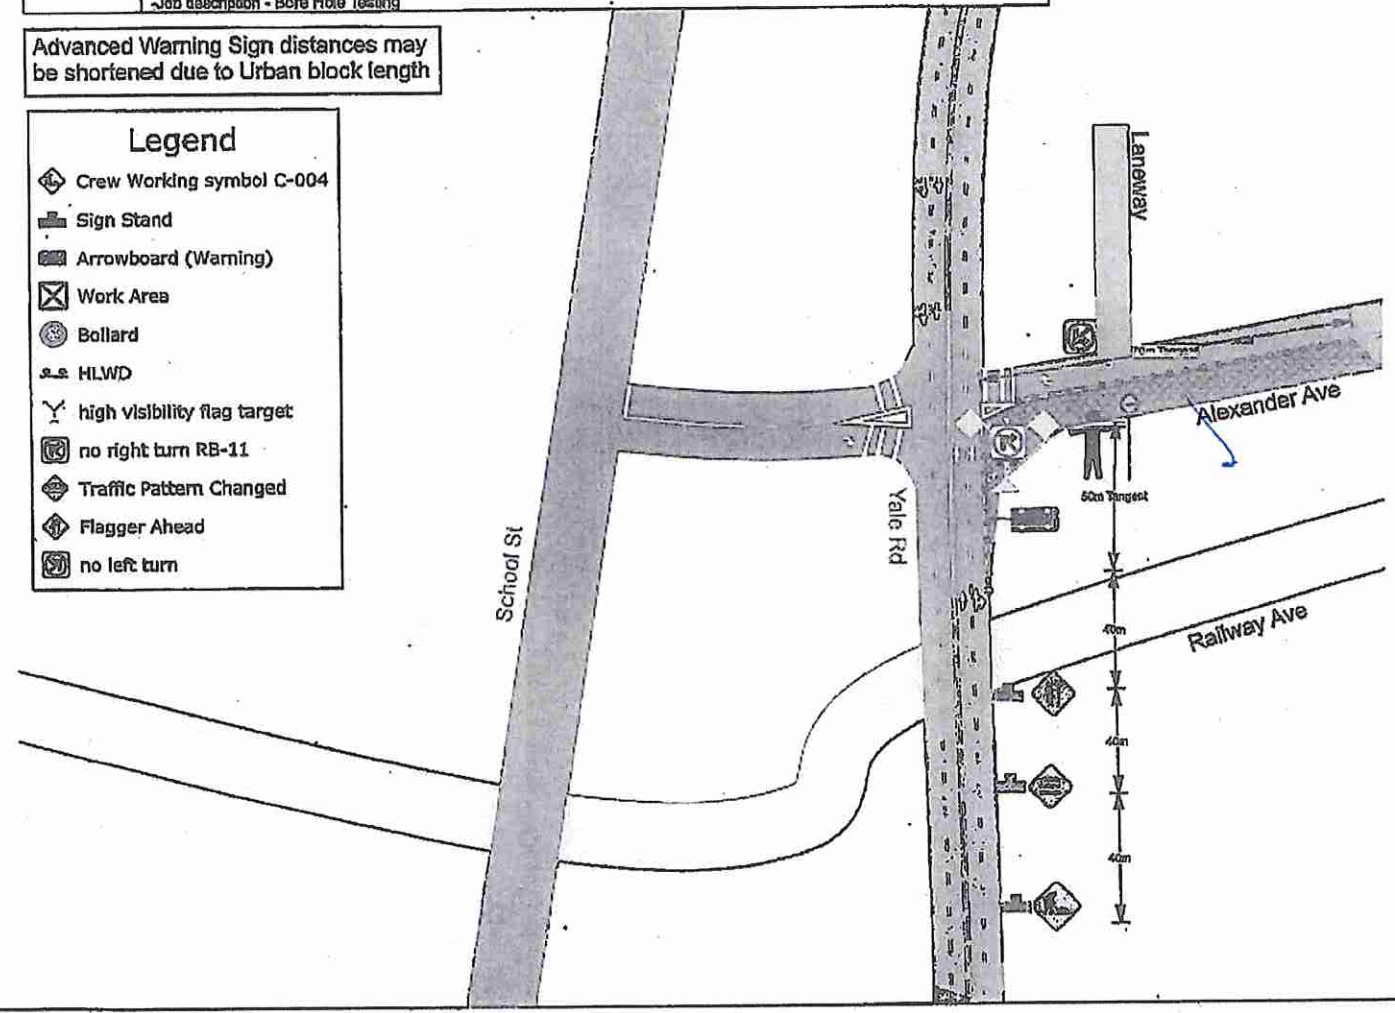 -Job description - Bore Hole Testing
Advanced Warning Sign distances may
be shortened due to Urban block length
Legend
Crew Working symbol C-004
Sign Stand
Arrowboard (Warning)
Work Area
Bollard
HLWD
high visibility flag target
no right turn RB-11
Traffic Pattern Changed
Flagger Ahead
no left turn
Laneway
70m Tangent
Alexander Ave
50m Tangent
Yale Rd
School St
40m
Railway Ave
40m
40m